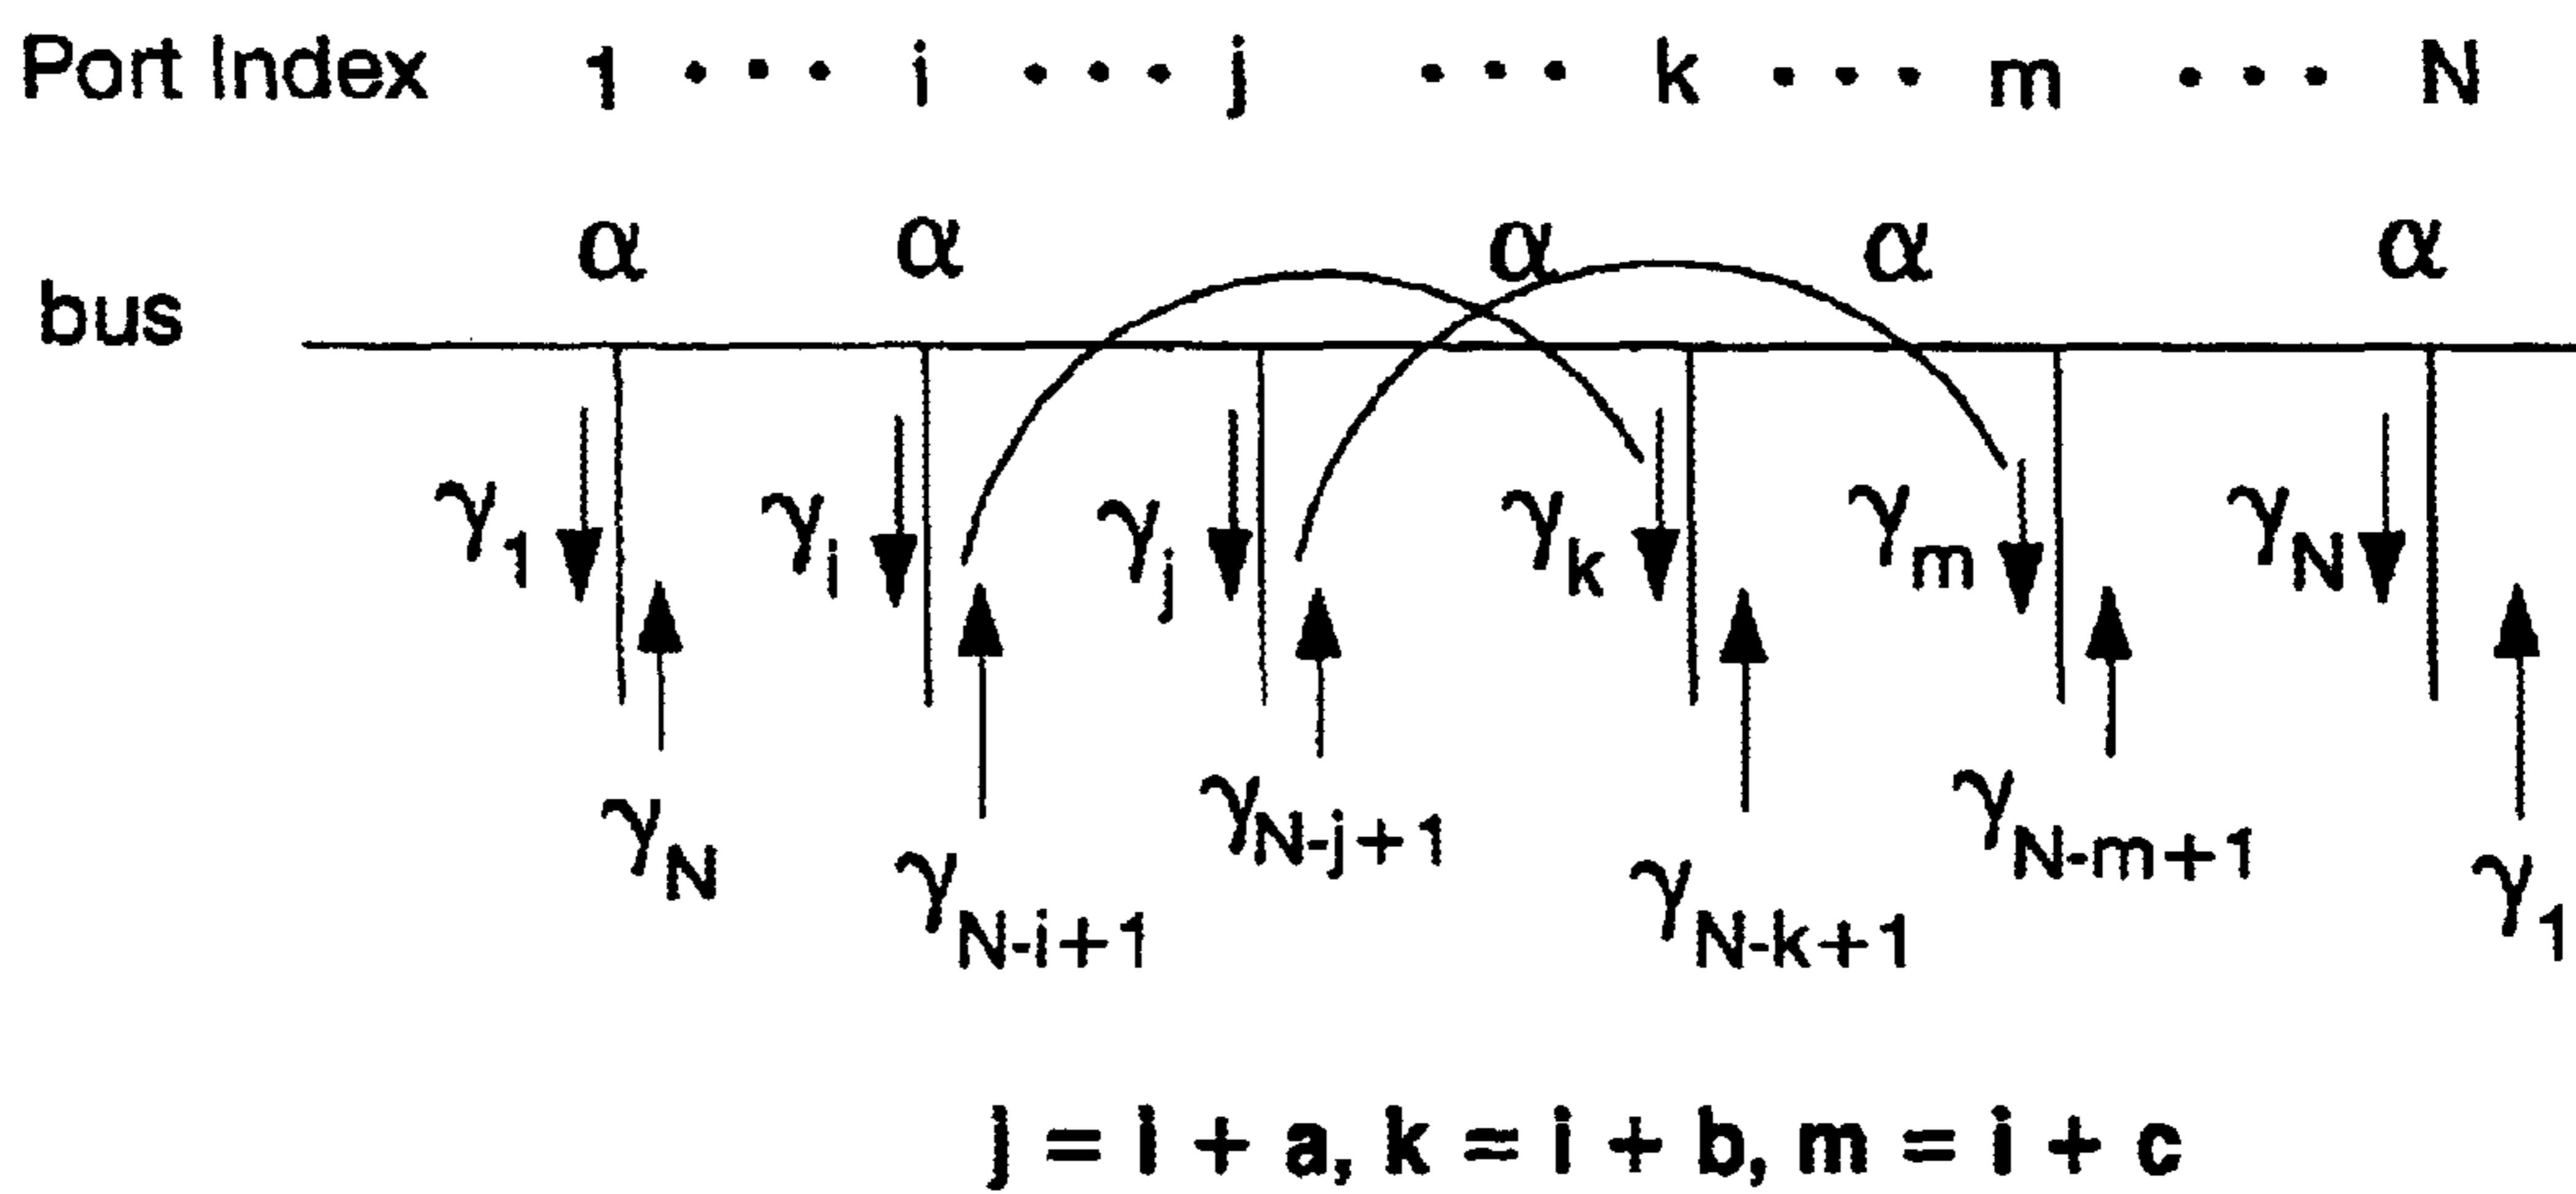 Port Index 1 • • • i • • • j • • • k • • • m • • • N
α α α α α
bus
γ1 γi γj γk γm γN
γN γN-i+1 γN-j+1 γN-k+1 γN-m+1 γ1
j = i + a, k = i + b, m = i + c